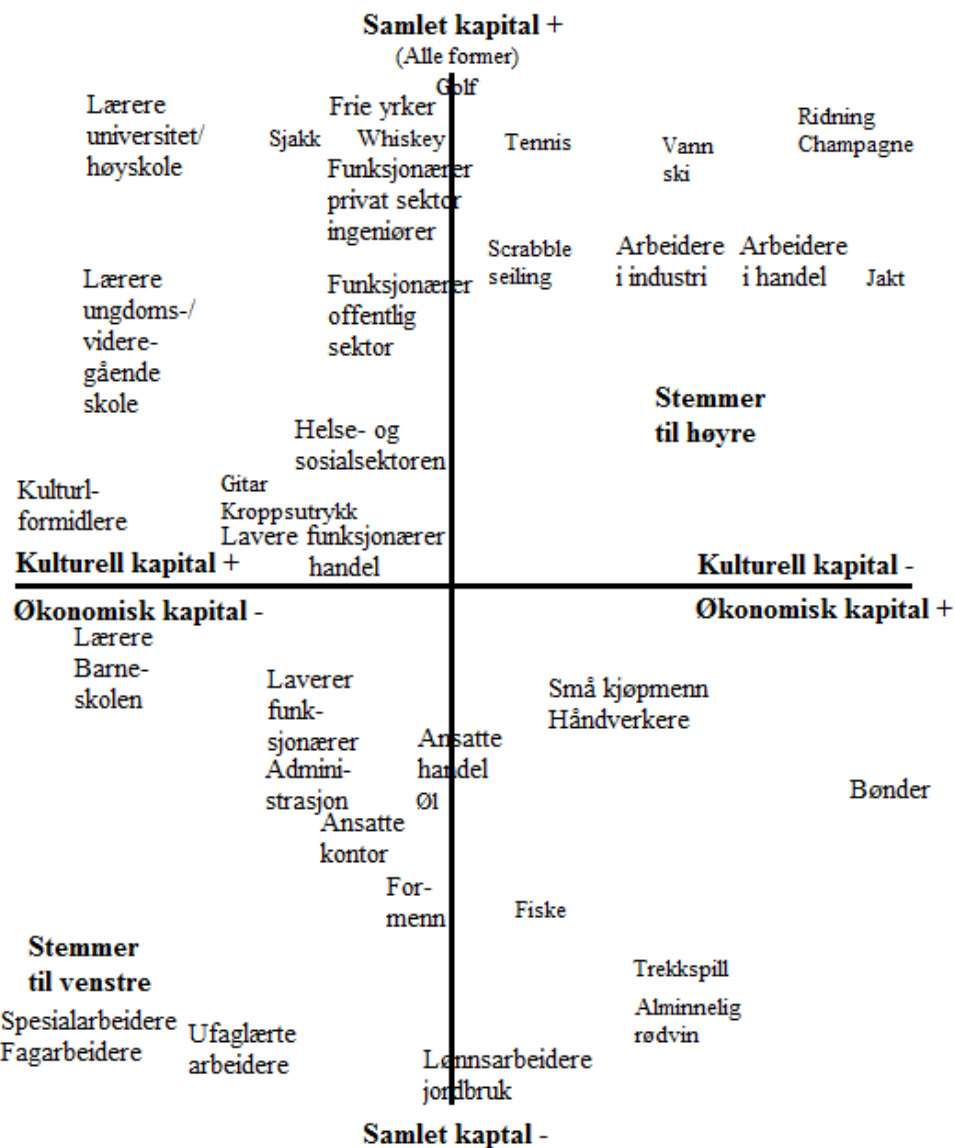 Samlet kapital +
(Alle former)
Golf
Lærere
universitet/
høyskole
Frie yrker
Sjakk
Whiskey
Funksjonærer
privat sektor
ingeniører
Tennis
Vann
ski
Ridning
Champagne
Lærere
ungdoms-/
videre-
gående
skole
Funksjonærer
offentlig
sektor
Scrabble
seiling
Arbeidere
i industri
Arbeidere
i handel
Jakt
Stemmer
til høyre
Helse- og
sosialsektoren
Kulturl-
formidlere
Gitar
Kroppsutrykk
Lavere funksjonærer
handel
Kulturell kapital +
Kulturell kapital -
Økonomisk kapital -
Økonomisk kapital +
Lærere
Barne-
skolen
Laverer
funk-
sjonærer
Admini-
strasjon
Ansatte
handel
Øl
Små kjøpmenn
Håndverkere
Bønder
Ansatte
kontor
For-
menn
Fiske
Stemmer
til venstre
Trekkspill
Alminnelig
rødvin
Spesialarbeidere
Fagarbeidere
Ufaglærte
arbeidere
Lønnsarbeidere
jordbruk
Samlet kaptal -